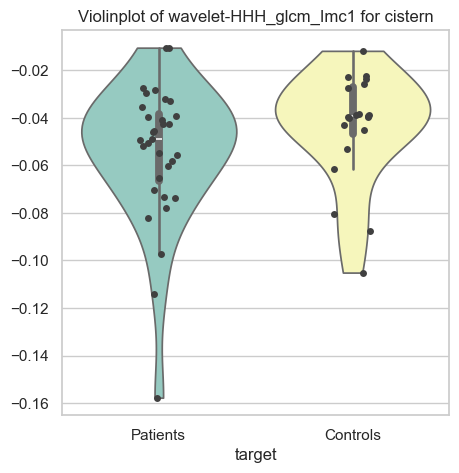 Violinplot of wavelet-HHH_glcm_Imc1 for cistern
−0.02
−0.04
−0.06
−0.08
−0.10
−0.12
−0.14
−0.16
Patients
Controls
target